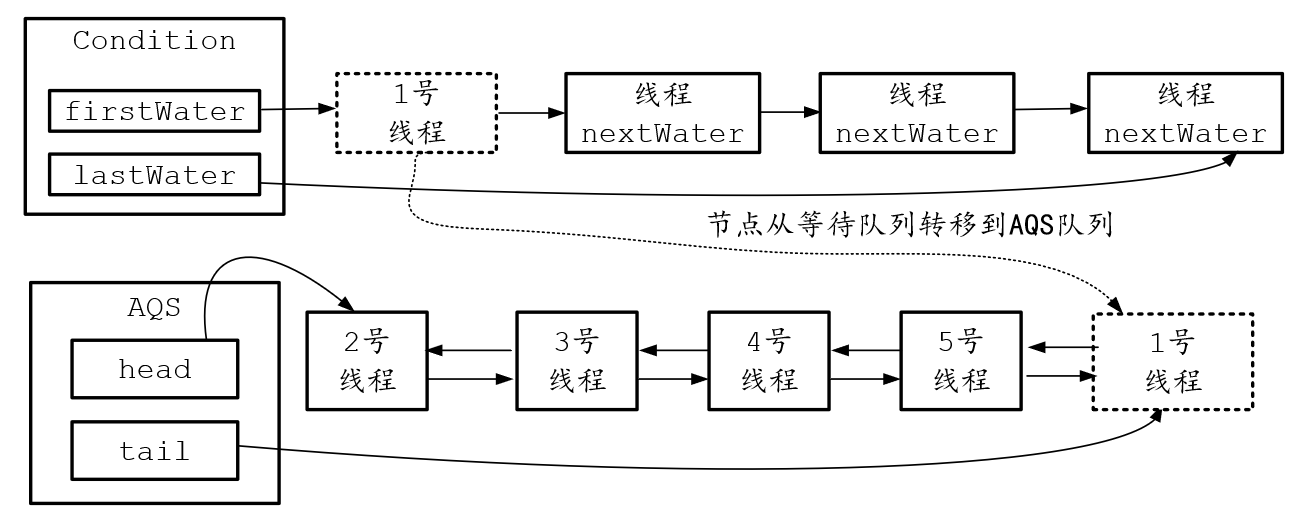 Condition
firstWater
lastWater
1号
线程
线程
nextWater
线程
nextWater
线程
nextWater
节点从等待队列转移到AQS队列
AQS
head
tail
2号
线程
3号
线程
4号
线程
5号
线程
1号
线程